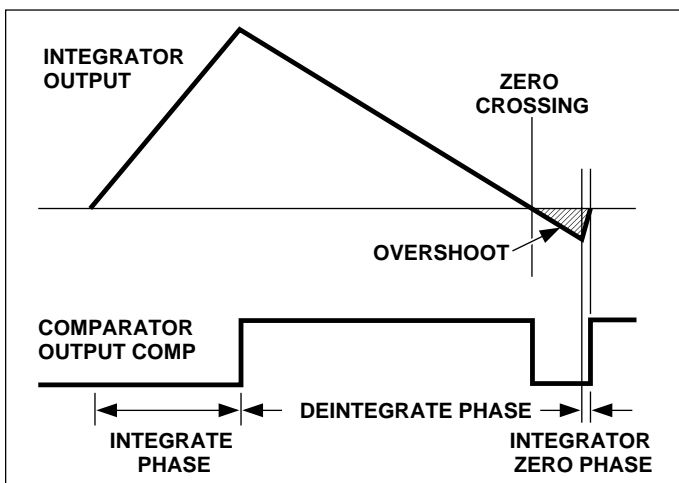 INTEGRATOR
OUTPUT
ZERO
CROSSING
OVERSHOOT
COMPARATOR
OUTPUT COMP
DEINTEGRATE PHASE
INTEGRATE
PHASE
INTEGRATOR
ZERO PHASE